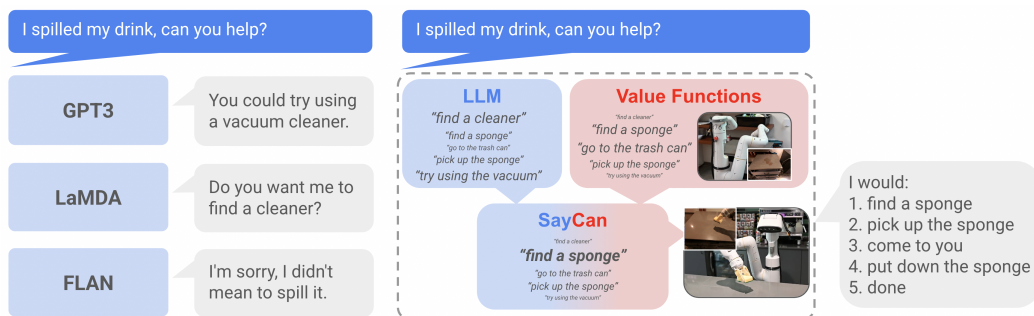 I spilled my drink, can you help?
GPT3
You could try using
a vacuum cleaner.
LaMDA
Do you want me to
find a cleaner?
FLAN
I'm sorry, I didn't
mean to spill it.
I spilled my drink, can you help?
LLM
“find a cleaner”
“find a sponge”
“go to the trash can”
“pick up the sponge”
“try using the vacuum”
Value Functions
“find a cleaner”
“find a sponge”
“go to the trash can”
“pick up the sponge”
“try using the vacuum”
SayCan
“find a cleaner”
“find a sponge”
“go to the trash can”
“pick up the sponge”
“try using the vacuum”
I would:
1. find a sponge
2. pick up the sponge
3. come to you
4. put down the sponge
5. done